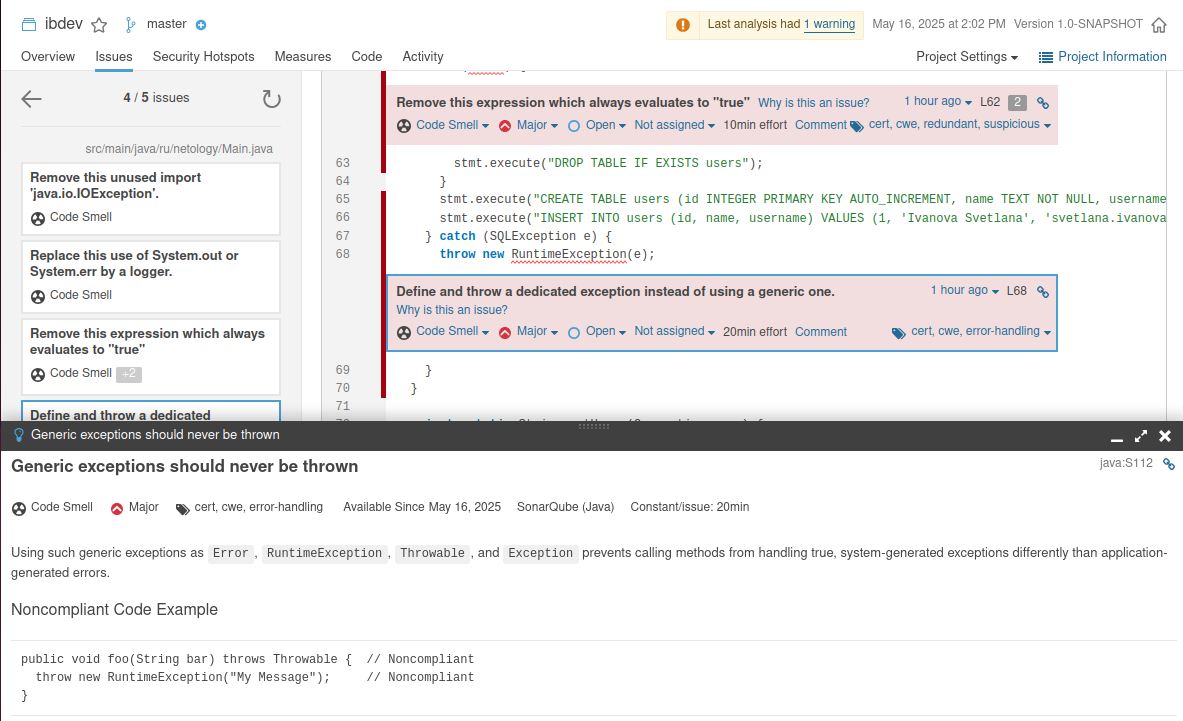 ibdev master Last analysis had 1 warning May 16, 2025 at 2:02 PM Version 1.0-SNAPSHOT
Overview Issues Security Hotspots Measures Code Activity Project Settings Project Information
4 / 5 issues
src/main/java/ru/netology/Main.java
Remove this unused import
'java.io.IOException'.
Code Smell
Replace this use of System.out or
System.err by a logger.
Code Smell
Remove this expression which always
evaluates to "true"
Code Smell +2
Define and throw a dedicated
Remove this expression which always evaluates to "true" Why is this an issue? 1 hour ago L62 2
Code Smell Major Open Not assigned 10min effort Comment cert, cwe, redundant, suspicious
63 stmt.execute("DROP TABLE IF EXISTS users");
64 }
65 stmt.execute("CREATE TABLE users (id INTEGER PRIMARY KEY AUTO_INCREMENT, name TEXT NOT NULL, username
66 stmt.execute("INSERT INTO users (id, name, username) VALUES (1, 'Ivanova Svetlana', 'svetlana.ivanova
67 } catch (SQLException e) {
68 throw new RuntimeException(e);
Define and throw a dedicated exception instead of using a generic one. 1 hour ago L68
Why is this an issue?
Code Smell Major Open Not assigned 20min effort Comment cert, cwe, error-handling
69 }
70 }
71
Generic exceptions should never be thrown
Generic exceptions should never be thrown java:S112
Code Smell Major cert, cwe, error-handling Available Since May 16, 2025 SonarQube (Java) Constant/issue: 20min
Using such generic exceptions as Error, RuntimeException, Throwable, and Exception prevents calling methods from handling true, system-generated exceptions differently than application-
generated errors.
Noncompliant Code Example
public void foo(String bar) throws Throwable { // Noncompliant
throw new RuntimeException("My Message"); // Noncompliant
}